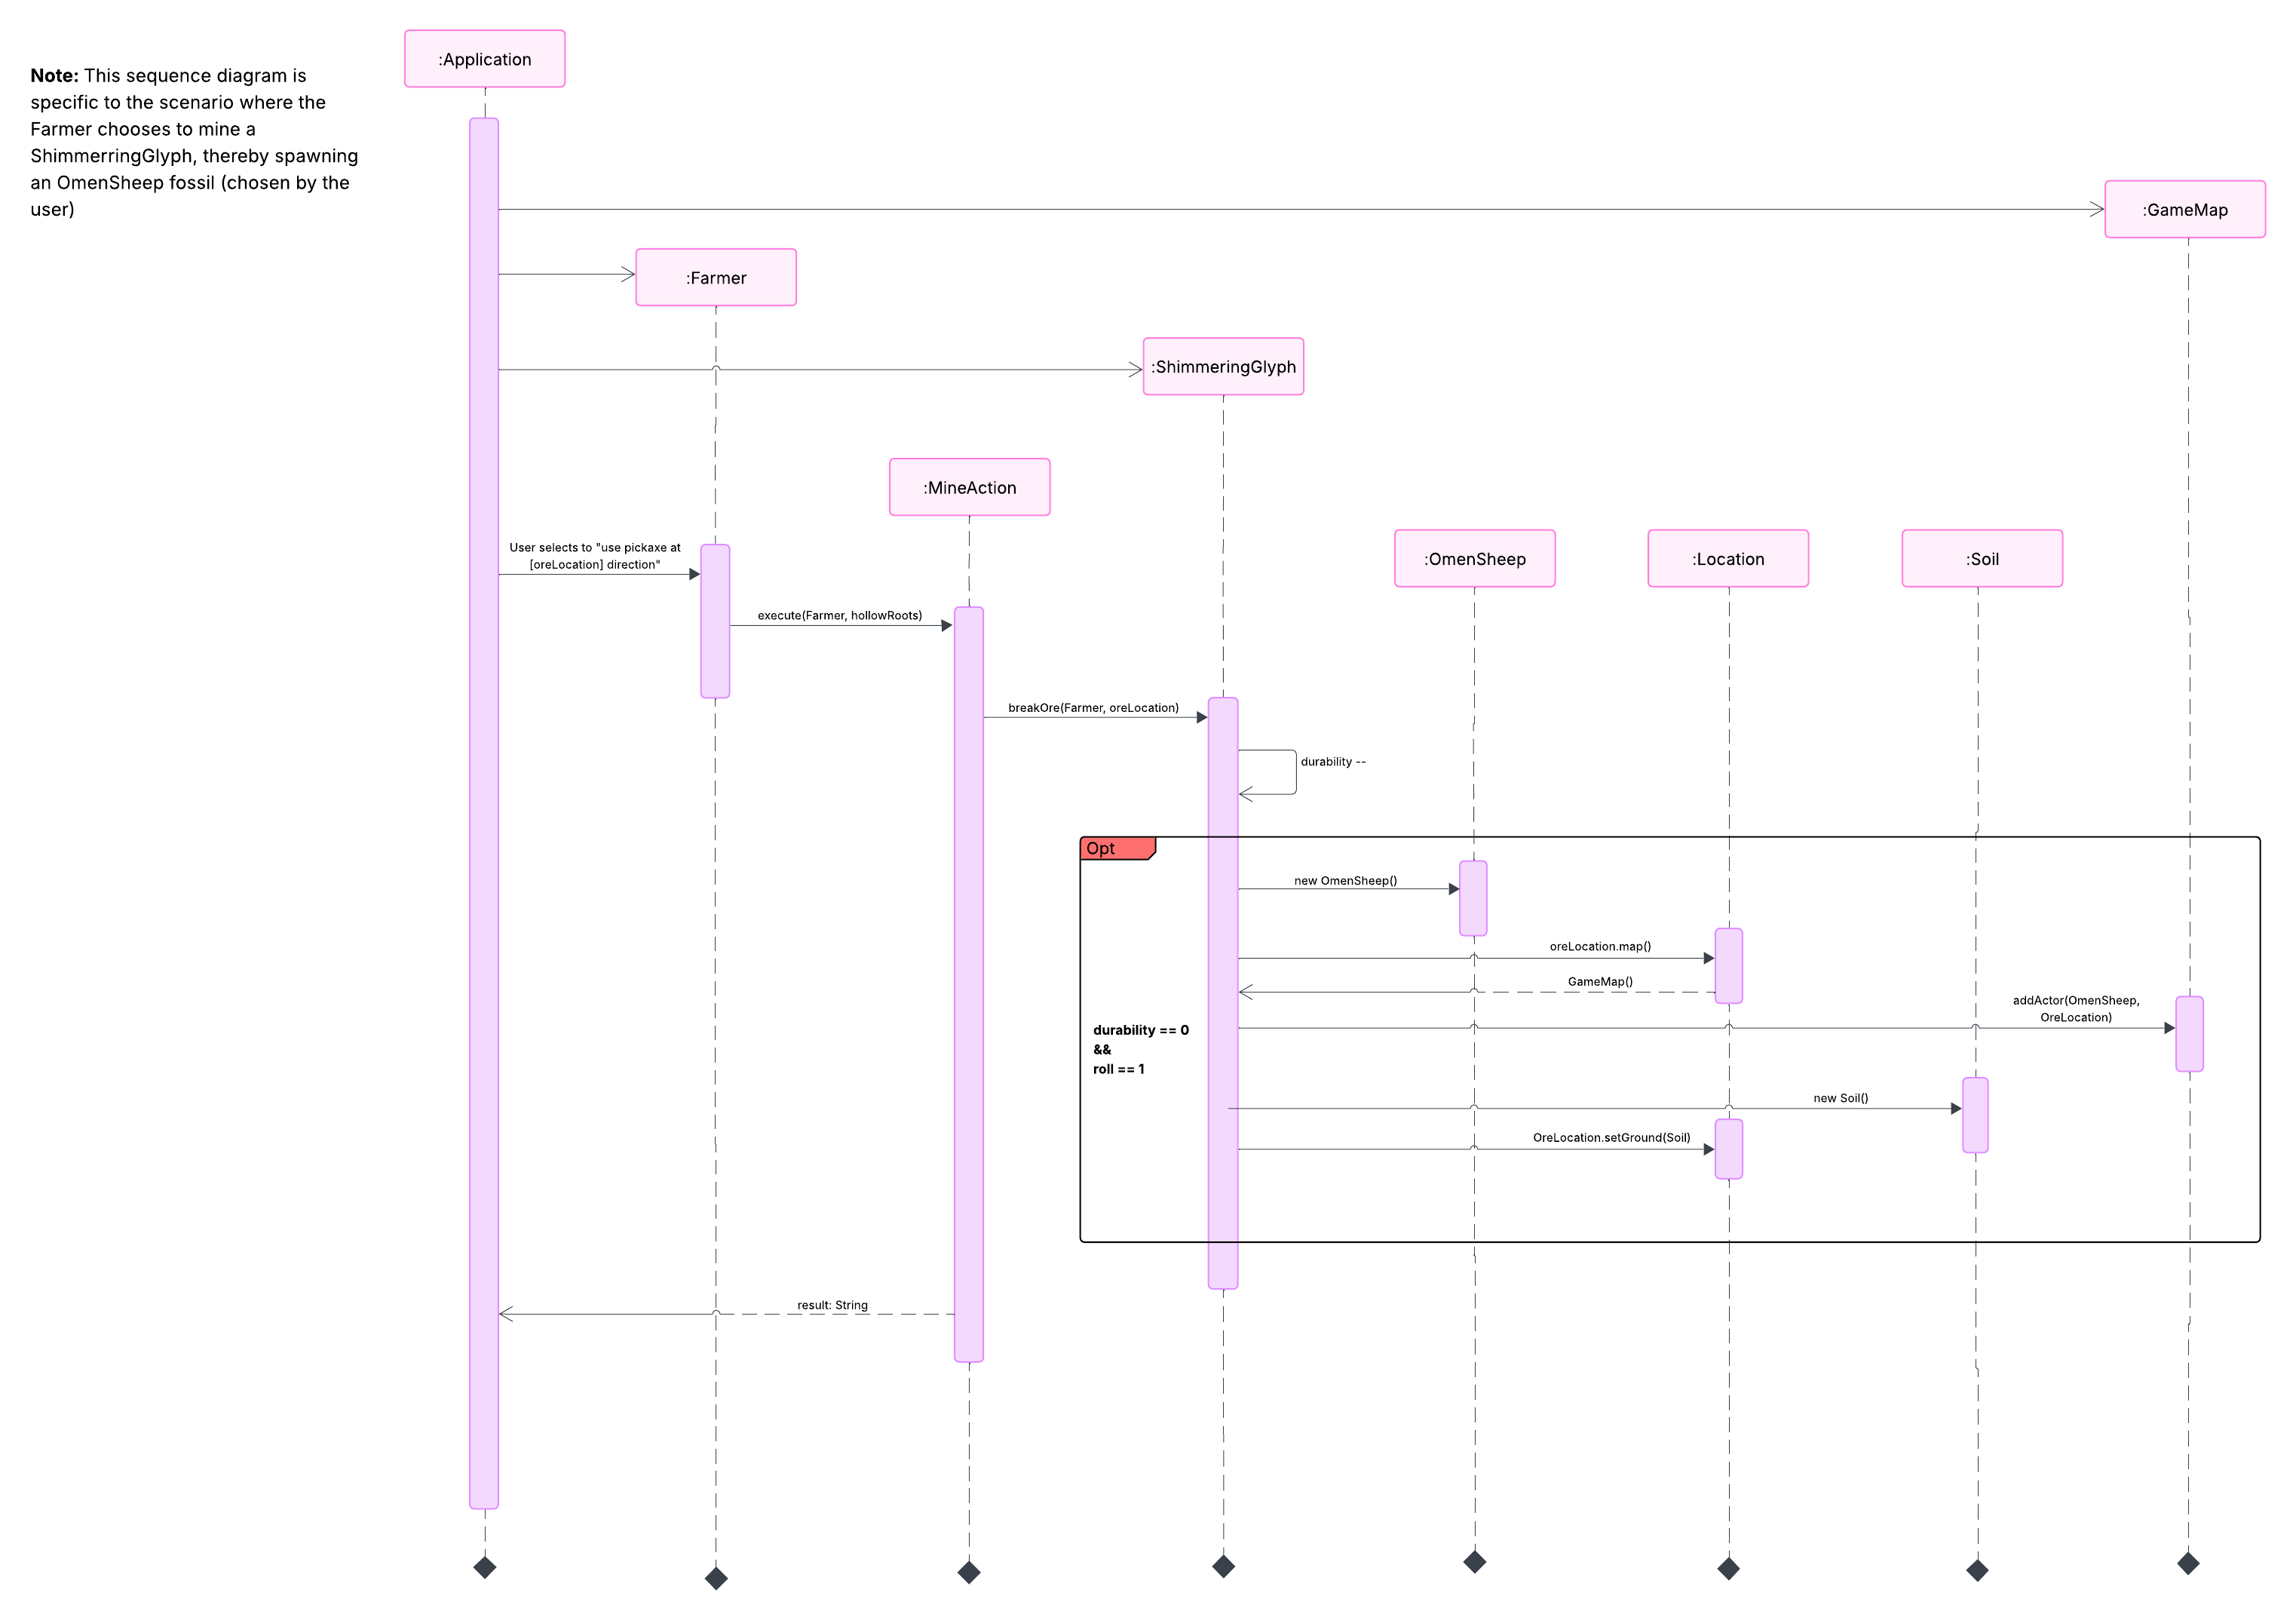 :Application
Note: This sequence diagram is
specific to the scenario where the
Farmer chooses to mine a
ShimmerringGlyph, thereby spawning
an OmenSheep fossil (chosen by the
user)
:GameMap
:Farmer
:ShimmeringGlyph
:MineAction
User selects to "use pickaxe at
[oreLocation] direction"
:OmenSheep
:Location
:Soil
execute(Farmer, hollowRoots)
breakOre(Farmer, oreLocation)
durability --
Opt
new OmenSheep()
oreLocation.map()
GameMap()
addActor(OmenSheep,
OreLocation)
durability == 0
&&
roll == 1
new Soil()
OreLocation.setGround(Soil)
result: String